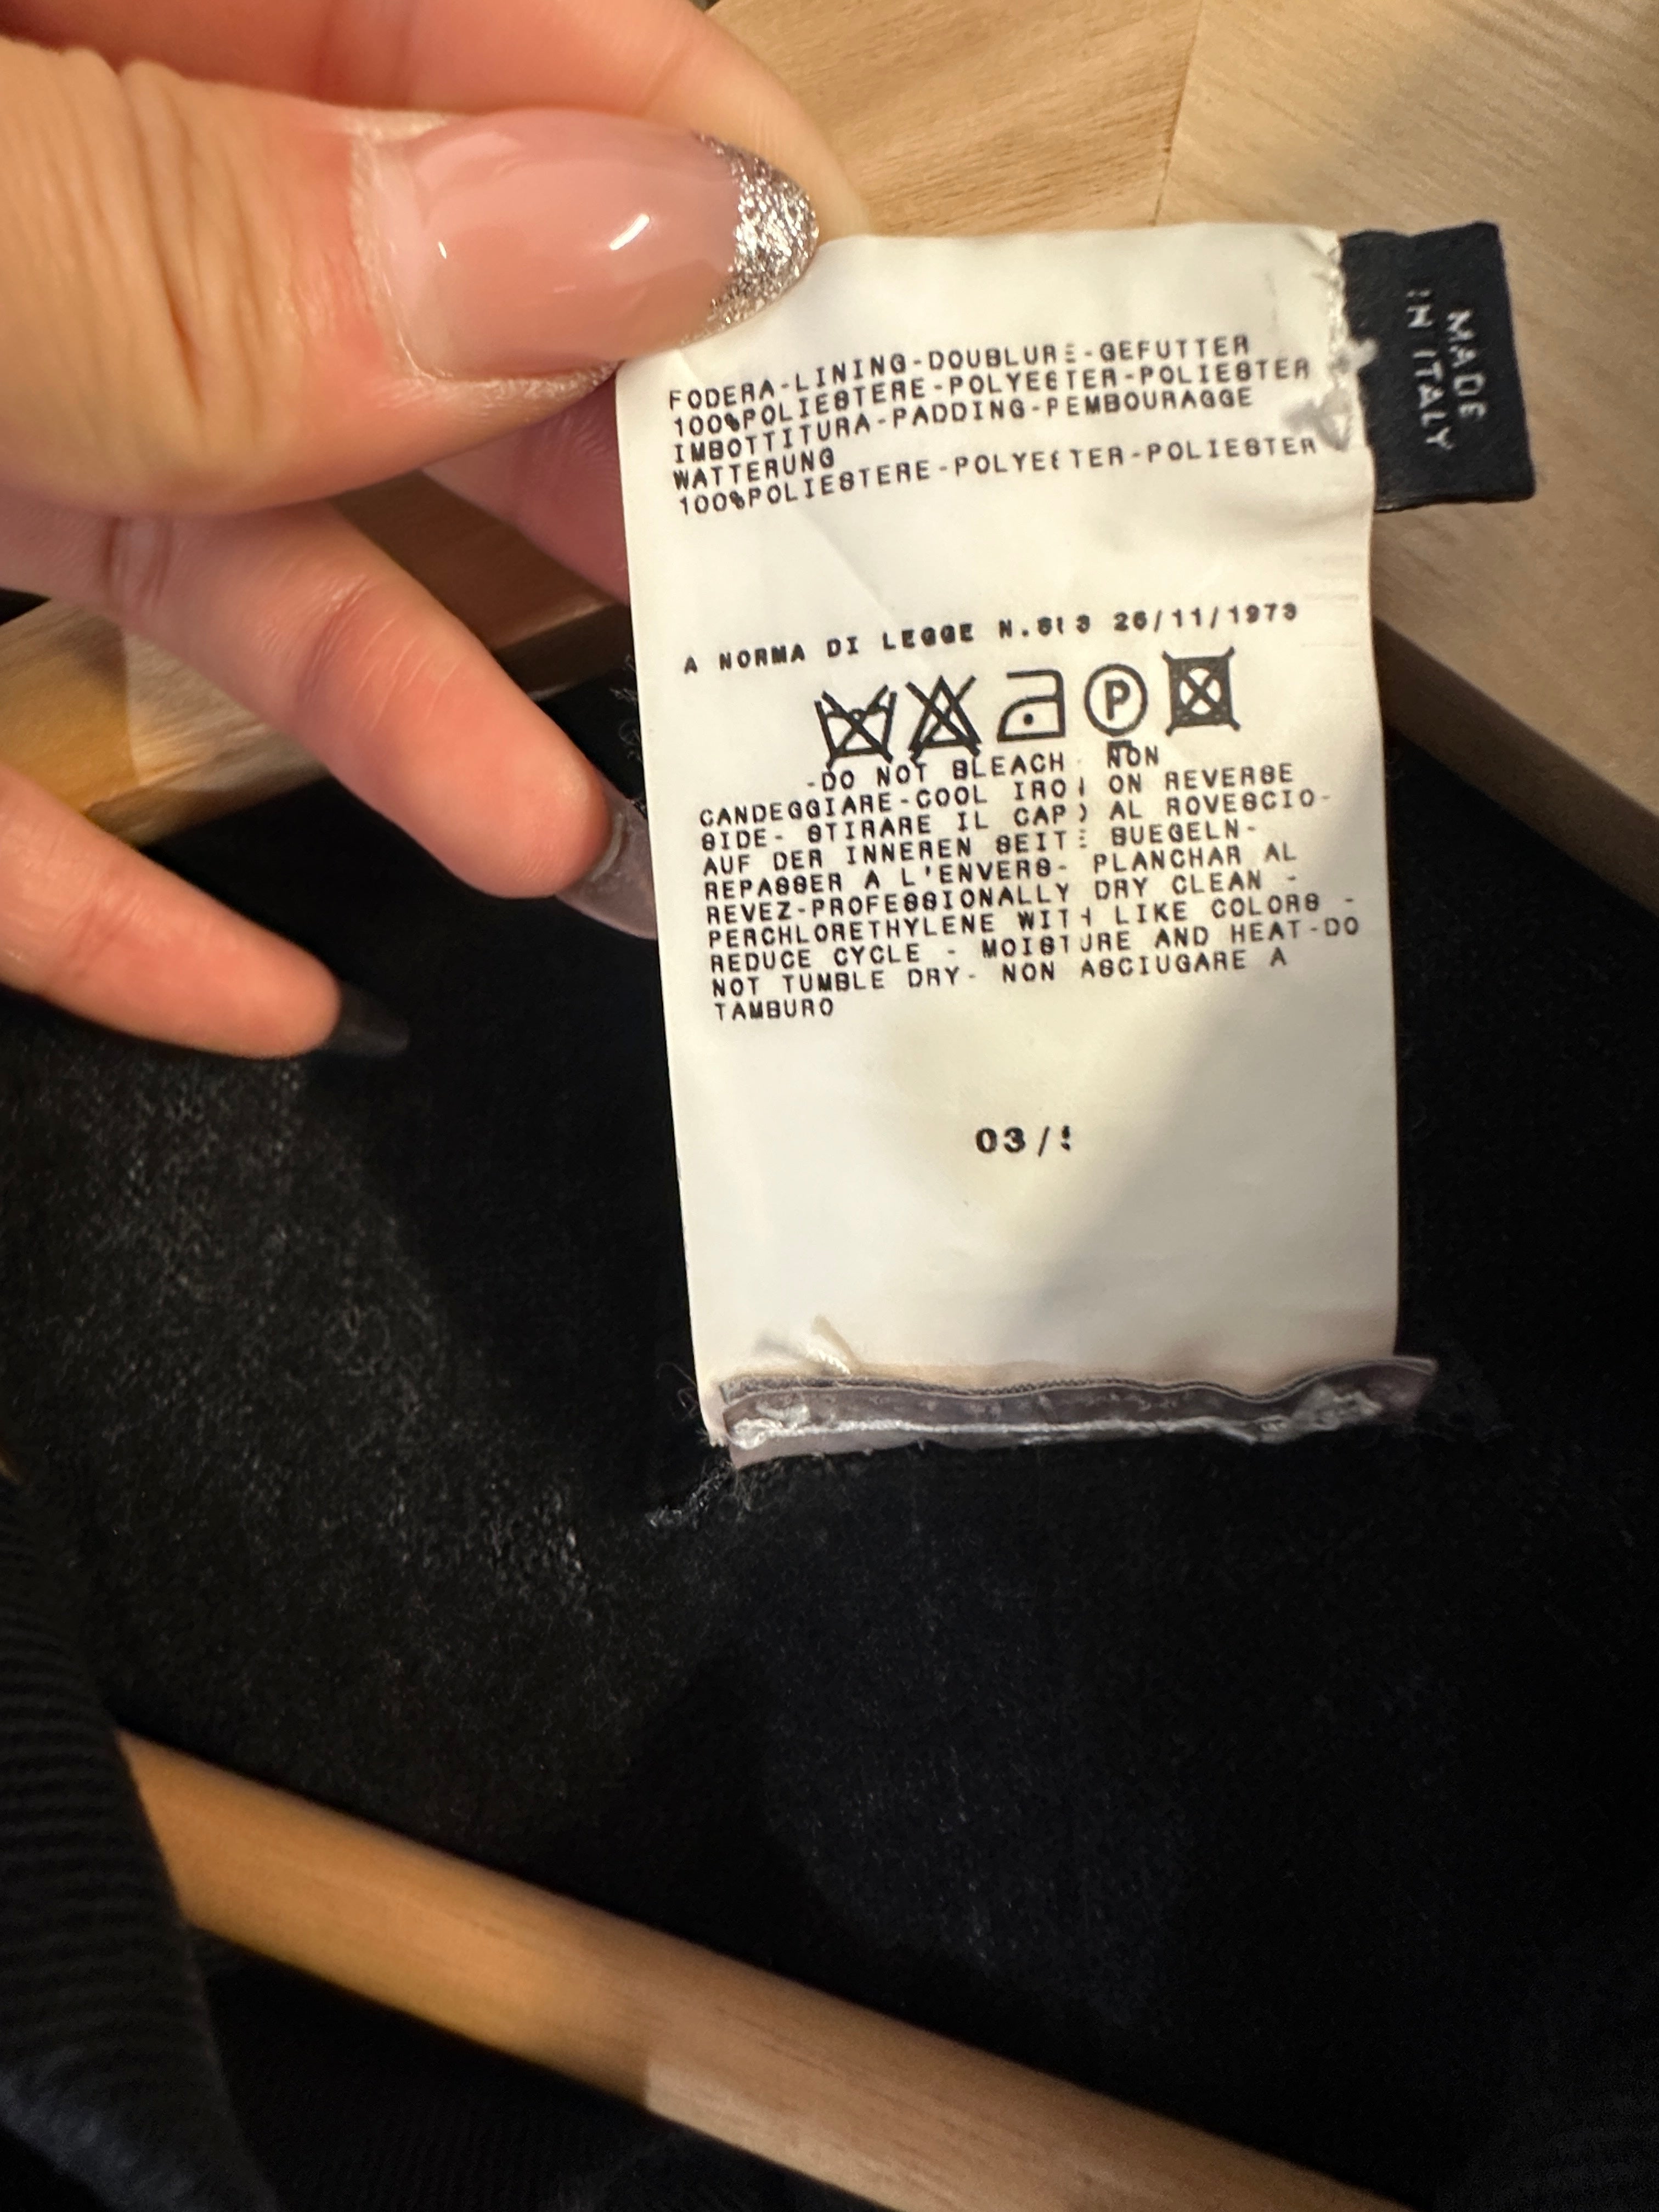 FODERA-LINING-DOUBLURE-GEFUTTER
100%POLIESTERE-POLYESTER-POLIESTER
IMBOTTITURA-PADDING-PEMBOURAGGE
WATTERUNG
100%POLIESTERE-POLYESTER-POLIESTER
A NORMA DI LEGGE 26/11/1973
P
-DO NOT BLEACH NON
CANDEGGIARE-COOL IRON ON REVERSE
SIDE- STIRARE IL CAPO AL ROVESCIO-
AUF DER INNEREN SEITE BUEGELN-
REPASSER A L'ENVERS- PLANCHAR AL
REVEZ-PROFESSIONALLY DRY CLEAN -
PERCHLORETHYLENE WITH LIKE COLORS -
REDUCE CYCLE - MOISTURE AND HEAT-DO
NOT TUMBLE DRY- NON ASCIUGARE A
TAMBURO
MADE
IN ITALY